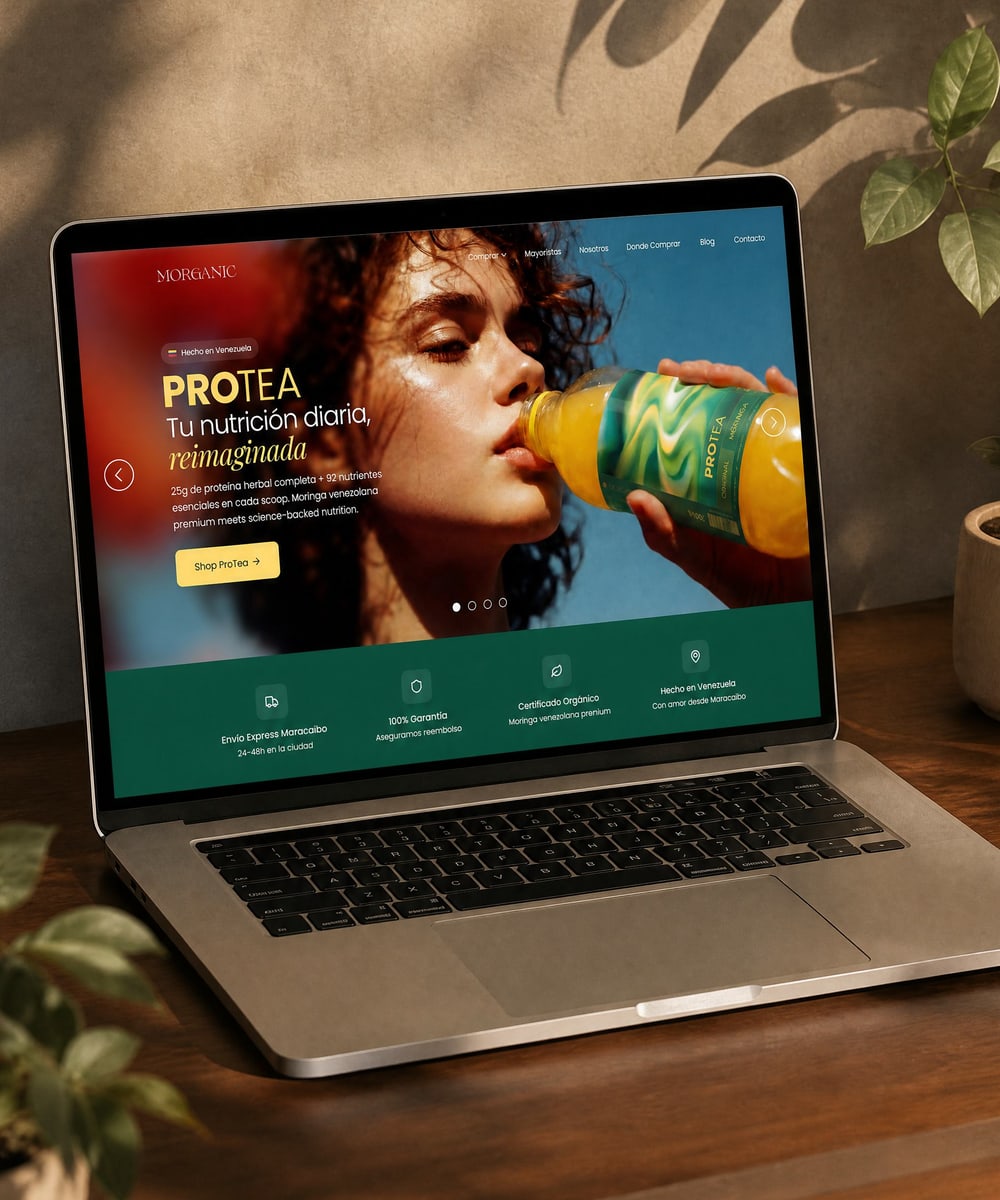 MORGANIC
Comprar
Mayoristas
Nosotros
Donde Comprar
Blog
Contacto
Hecho en Venezuela
PROTEA
Tu nutrición diaria,
reimaginada
25g de proteína herbal completa + 92 nutrientes
esenciales en cada scoop. Moringa venezolana
premium meets science-backed nutrition.
Shop ProTea →
PROTEA
ORIGINAL
MORINGA
Envío Express Maracaibo
24-48h en la ciudad
100% Garantía
Aseguramos reembolso
Certificado Orgánico
Moringa venezolana premium
Hecho en Venezuela
Con amor desde Maracaibo